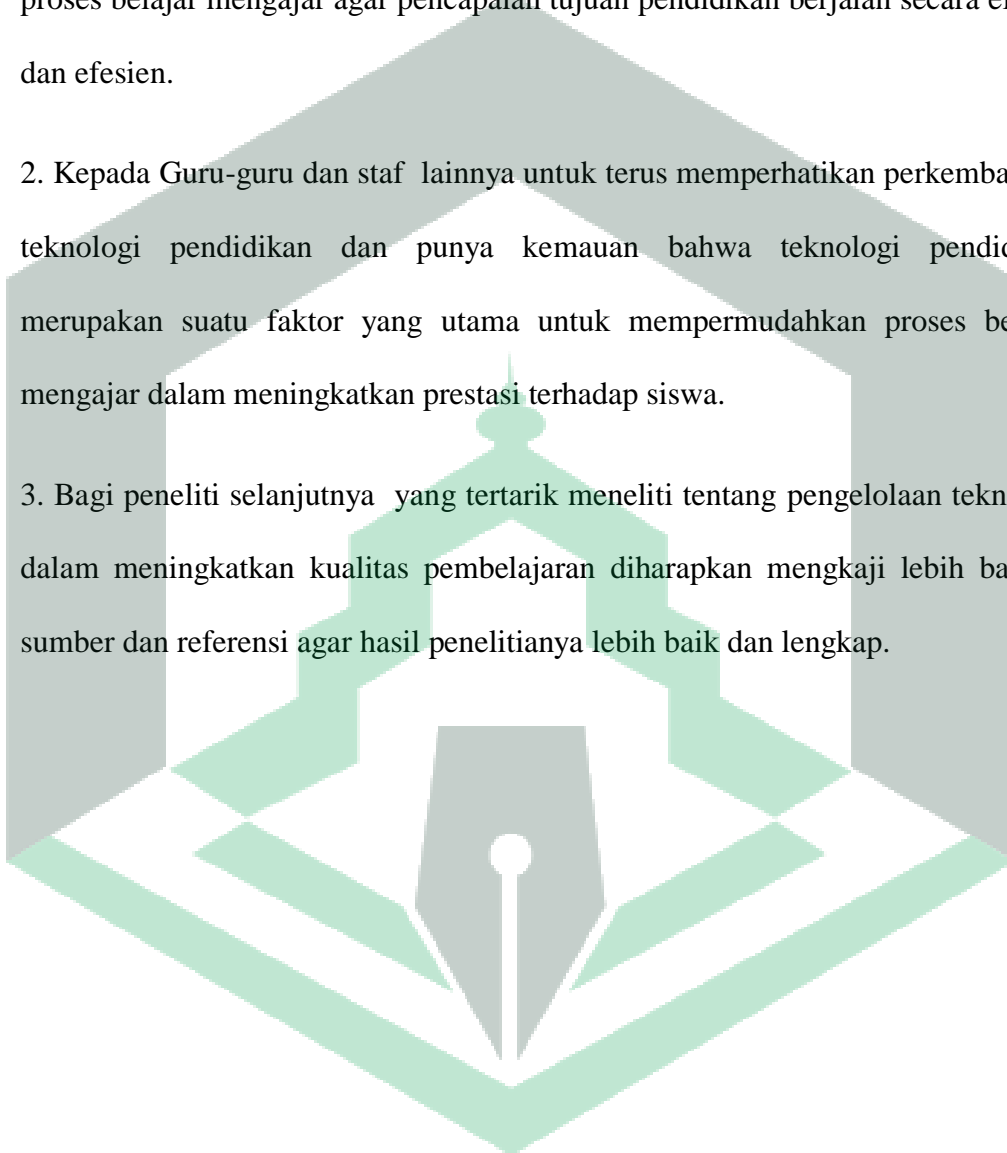 proses belajar mengajar agar pencapaian tujuan pendidikan berjalan secara
dan efesien.
2. Kepada Guru-guru dan staf lainnya untuk terus memperhatikan
teknologi pendidikan dan punya kemauan bahwa teknologi
merupakan suatu faktor yang utama untuk mempermudahkan proses
mengajar dalam meningkatkan prestasi terhadap siswa.
3. Bagi peneliti selanjutnya yang tertarik meneliti tentang pengelolaan
dalam meningkatkan kualitas pembelajaran diharapkan mengkaji lebih
sumber dan referensi agar hasil penelitianya lebih baik dan lengkap.